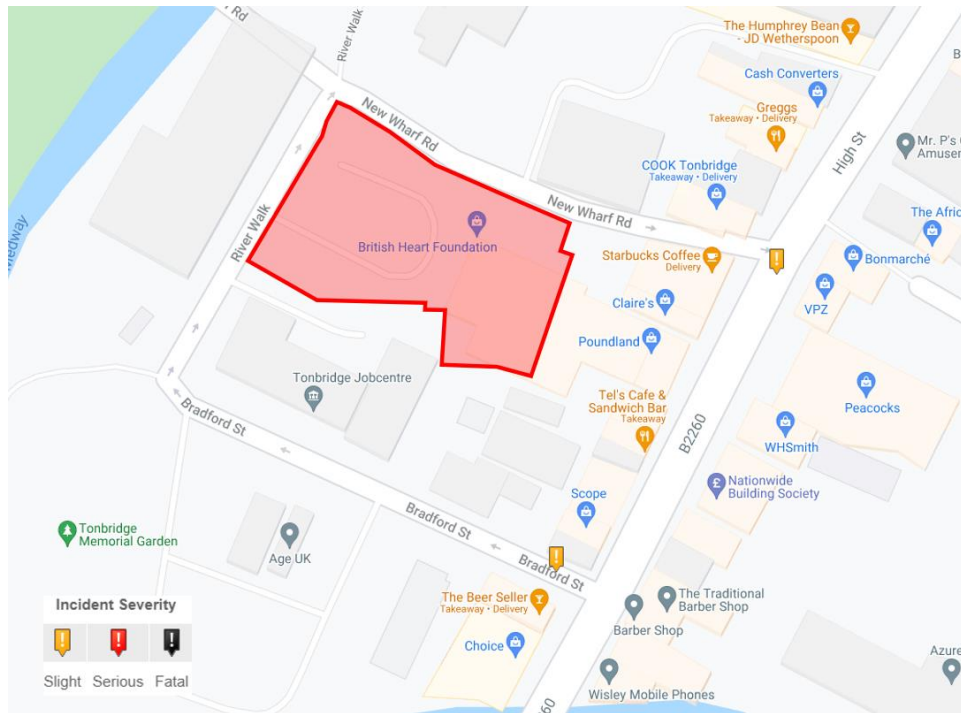 Rd
River Walk
The Humphrey Bean
- JD Wetherspoon
Cash Converters
Greggs
Takeaway • Delivery
New Wharf Rd
High St
Mr. P's
Amusem
COOK Tonbridge
Takeaway • Delivery
The Afric
New Wharf Rd
River Walk
British Heart Foundation
Starbucks Coffee
Delivery
Bonmarché
Medway
Claire's
VPZ
Poundland
Tonbridge Jobcentre
Tel's Cafe &
Sandwich Bar
Takeaway
Peacocks
B2260
WHSmith
Bradford St
Scope
Nationwide
Building Society
Bradford St
Tonbridge
Memorial Garden
Age UK
Bradford St
The Beer Seller
Takeaway • Delivery
The Traditional
Barber Shop
Barber Shop
Incident Severity
Slight Serious Fatal
Choice
Azure
Wisley Mobile Phones
60